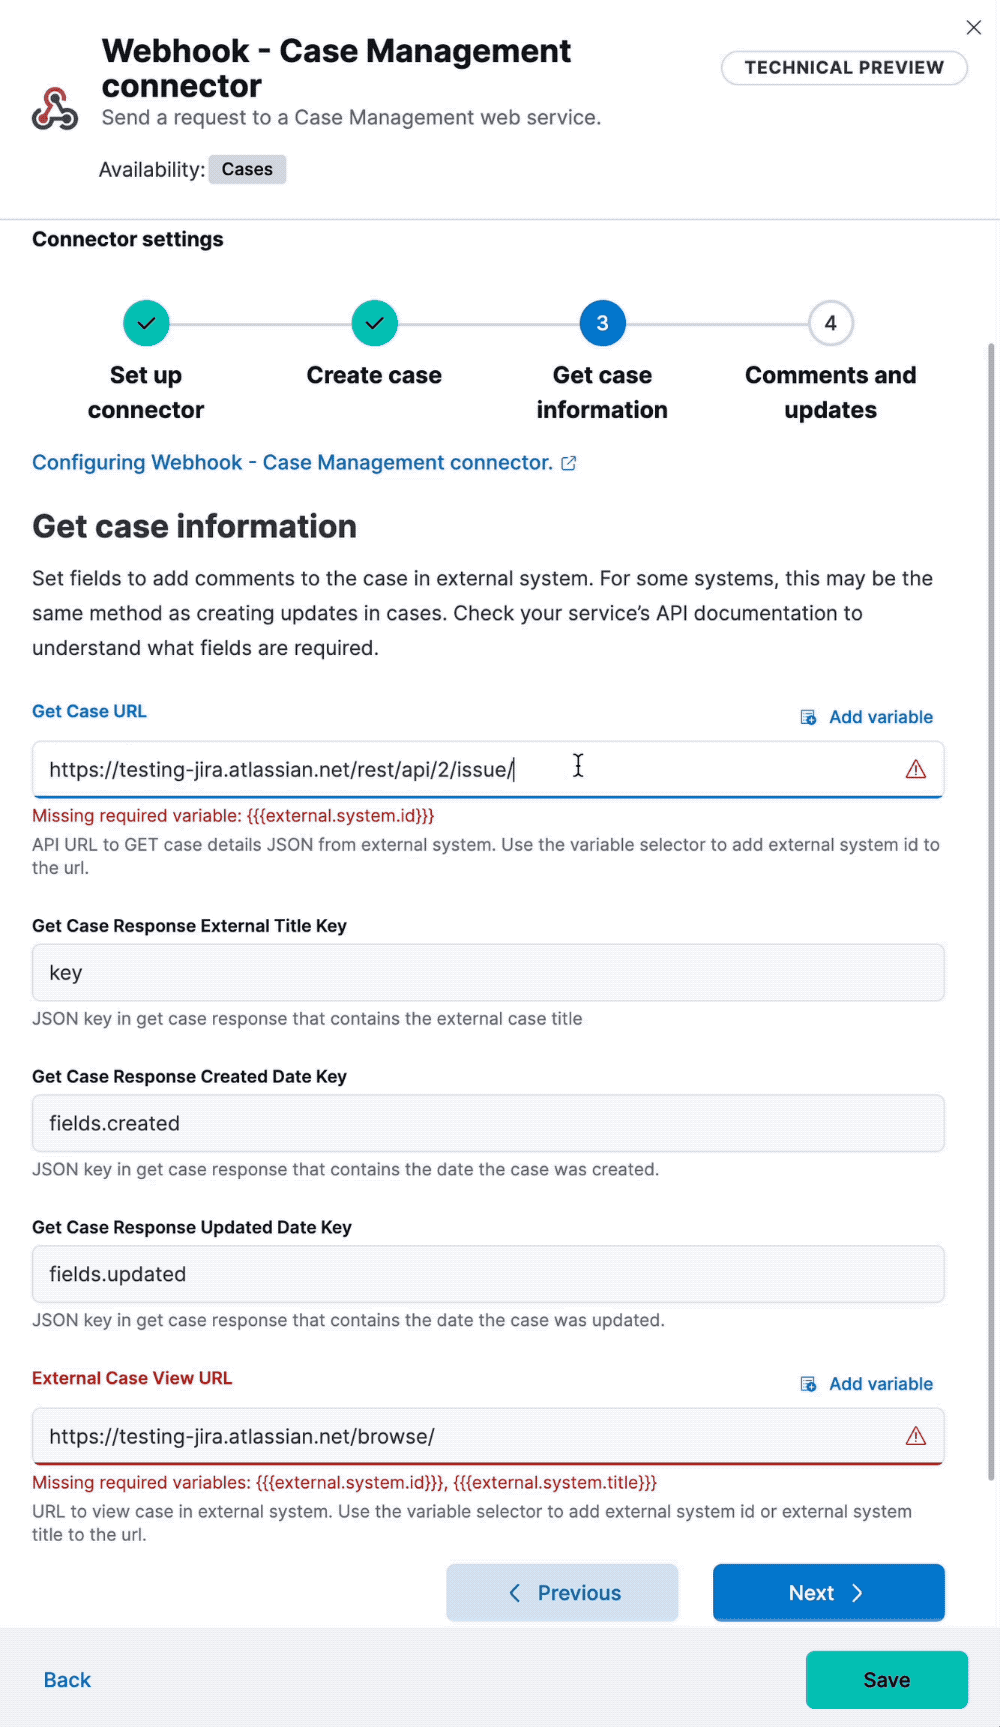 Webhook - Case Management
connector
TECHNICAL PREVIEW
Send a request to a Case Management web service.
Availability: Cases
Connector settings
3
4
Set up
connector
Create case
Get case
information
Comments and
updates
Configuring Webhook - Case Management connector.
Get case information
Set fields to add comments to the case in external system. For some systems, this may be the
same method as creating updates in cases. Check your service’s API documentation to
understand what fields are required.
Get Case URL
Add variable
https://testing-jira.atlassian.net/rest/api/2/issue/
Missing required variable: {{{external.system.id}}}
API URL to GET case details JSON from external system. Use the variable selector to add external system id to
the url.
Get Case Response External Title Key
key
JSON key in get case response that contains the external case title
Get Case Response Created Date Key
fields.created
JSON key in get case response that contains the date the case was created.
Get Case Response Updated Date Key
fields.updated
JSON key in get case response that contains the date the case was updated.
External Case View URL
Add variable
https://testing-jira.atlassian.net/browse/
Missing required variables: {{{external.system.id}}}, {{{external.system.title}}}
URL to view case in external system. Use the variable selector to add external system id or external system
title to the url.
Previous
Next
Back
Save